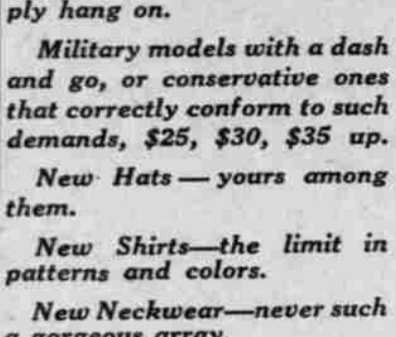 ply hang on.
Military models with a dash
and go, or conservative ones
that correctly conform to such
demands, $25, $30, $35 up.
New Hats — yours among
them.
New Shirts—the limit in
patterns and colors.
New Neckwear—never such
a gorgeous array